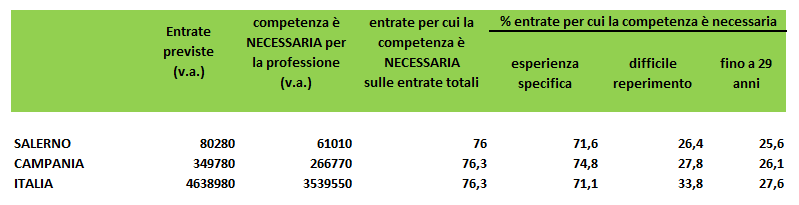 Entrate previste (v.a.)
competenza è NECESSARIA per la professione (v.a.)
entrate per cui la competenza è NECESSARIA sulle entrate totali
% entrate per cui la competenza è necessaria
esperienza specifica
difficile reperimento
fino a 29 anni
SALERNO 80280 61010 76 71,6 26,4 25,6
CAMPANIA 349780 266770 76,3 74,8 27,8 26,1
ITALIA 4638980 3539550 76,3 71,1 33,8 27,6